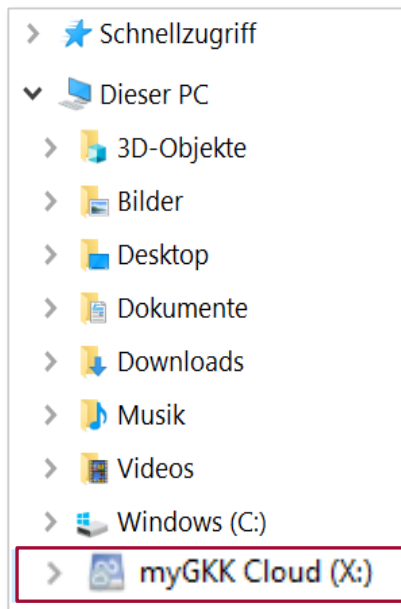 Schnellzugriff
Dieser PC
3D-Objekte
Bilder
Desktop
Dokumente
Downloads
Musik
Videos
Windows (C:)
myGKK Cloud (X:)